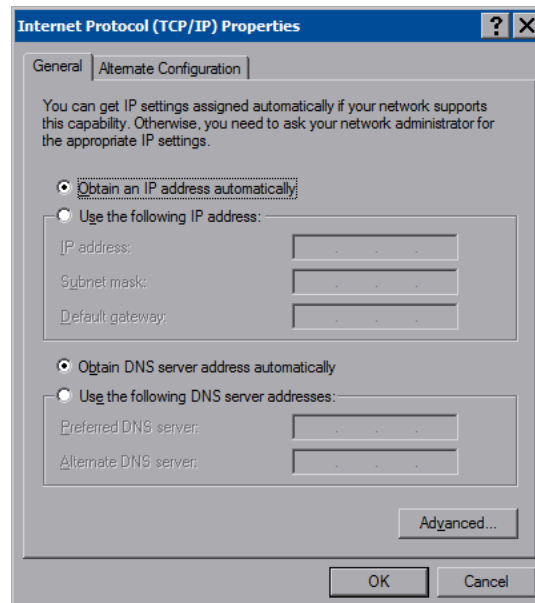 Internet Protocol (TCP/IP) Properties
?
General
Alternate Configuration
You can get IP settings assigned automatically if your network supports
this capability. Otherwise, you need to ask your network administrator for
the appropriate IP settings.
Obtain an IP address automatically
Use the following IP address:
IP address:
Subnet mask:
Default gateway:
Obtain DNS server address automatically
Use the following DNS server addresses:
Preferred DNS server:
Alternate DNS server:
Advanced...
OK
Cancel